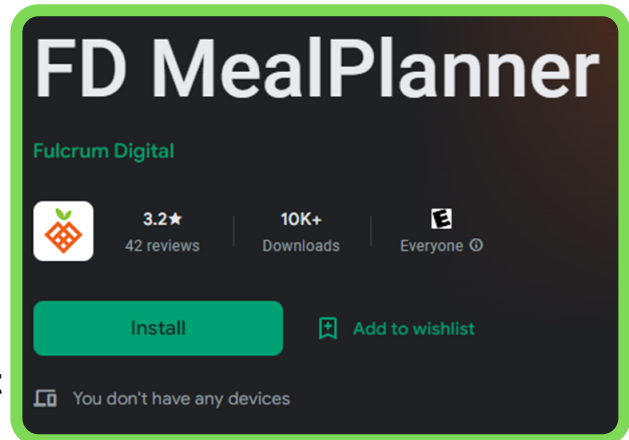 FD MealPlanner
Fulcrum Digital
3.2★ 10K+ E
42 reviews Downloads Everyone
Install Add to wishlist
You don't have any devices